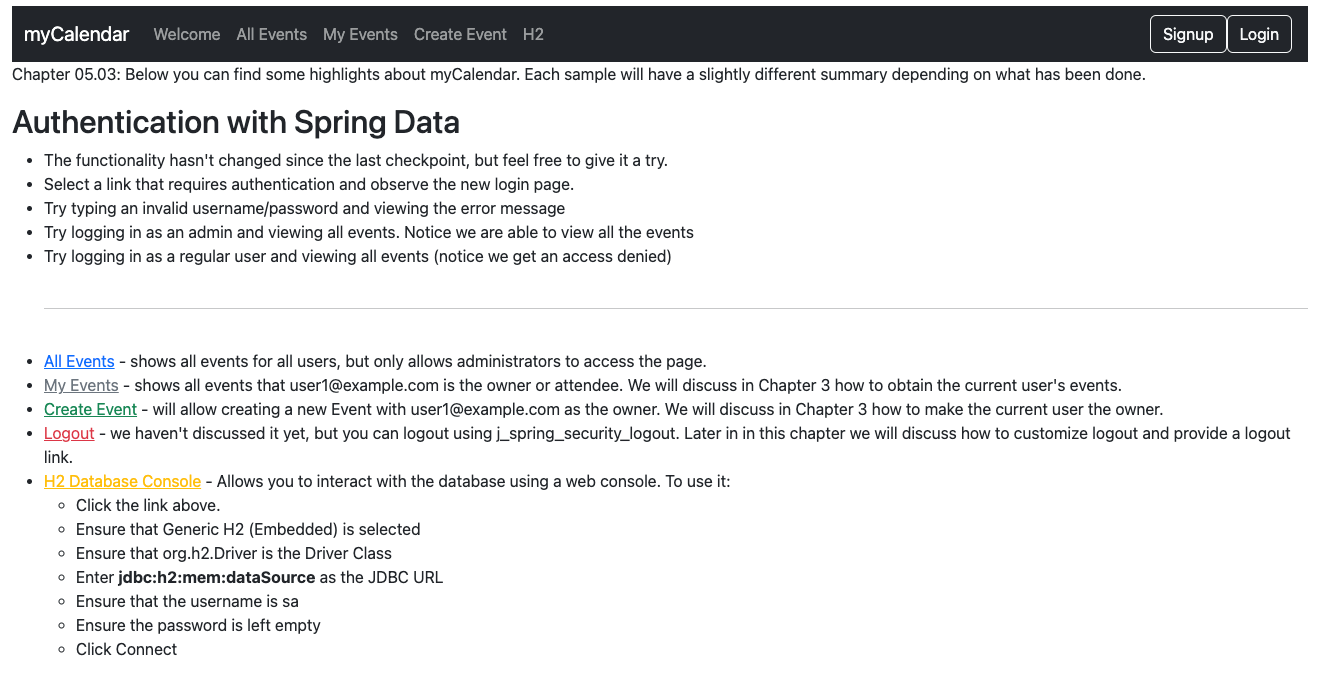 myCalendar Welcome All Events My Events Create Event H2 Signup Login
Chapter 05.03: Below you can find some highlights about myCalendar. Each sample will have a slightly different summary depending on what has been done.
Authentication with Spring Data
• The functionality hasn't changed since the last checkpoint, but feel free to give it a try.
• Select a link that requires authentication and observe the new login page.
• Try typing an invalid username/password and viewing the error message
• Try logging in as an admin and viewing all events. Notice we are able to view all the events
• Try logging in as a regular user and viewing all events (notice we get an access denied)
• All Events - shows all events for all users, but only allows administrators to access the page.
• My Events - shows all events that user1@example.com is the owner or attendee. We will discuss in Chapter 3 how to obtain the current user's events.
• Create Event - will allow creating a new Event with user1@example.com as the owner. We will discuss in Chapter 3 how to make the current user the owner.
• Logout - we haven't discussed it yet, but you can logout using j_spring_security_logout. Later in in this chapter we will discuss how to customize logout and provide a logout
link.
• H2 Database Console - Allows you to interact with the database using a web console. To use it:
◦ Click the link above.
◦ Ensure that Generic H2 (Embedded) is selected
◦ Ensure that org.h2.Driver is the Driver Class
◦ Enter jdbc:h2:mem:dataSource as the JDBC URL
◦ Ensure that the username is sa
◦ Ensure the password is left empty
◦ Click Connect